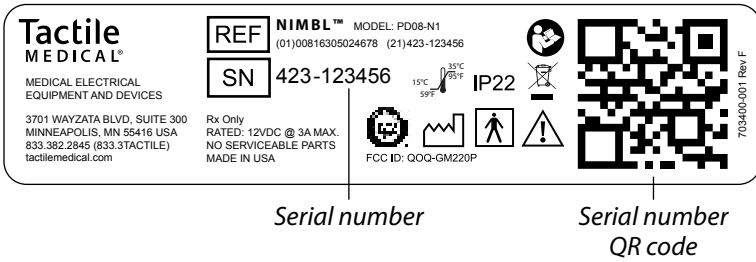 Tactile
MEDICAL®
MEDICAL ELECTRICAL
EQUIPMENT AND DEVICES
3701 WAYZATA BLVD, SUITE 300
MINNEAPOLIS, MN 55416 USA
833.382.2845 (833.3TACTILE)
tactilemedical.com
REF
NIMBL™ MODEL: PD08-N1
(01)00816305024678 (21)423-123456
SN 423-123456
Rx Only
RATED: 12VDC @ 3A MAX.
NO SERVICEABLE PARTS
MADE IN USA
15°C
59°F
35°C
95°F
IP22
FCC ID: QOQ-GM220P
703400-001 Rev F
Serial number
Serial number
QR code